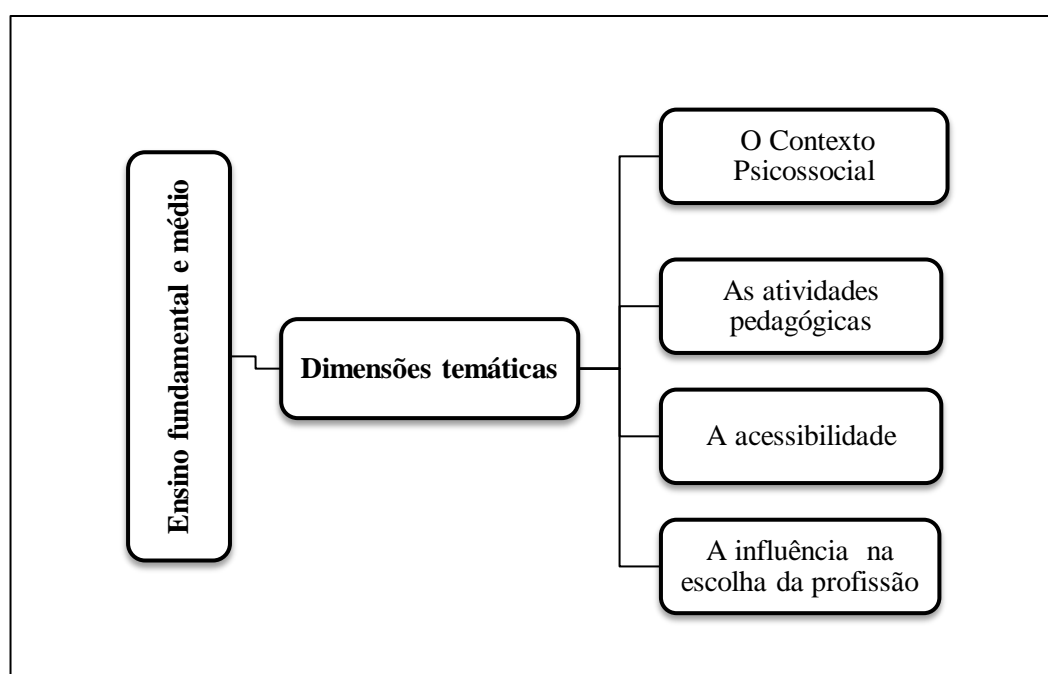 Ensino fundamental e médio
Dimensões temáticas
O Contexto
Psicossocial
As atividades
pedagógicas
A acessibilidade
A influência na
escolha da profissão